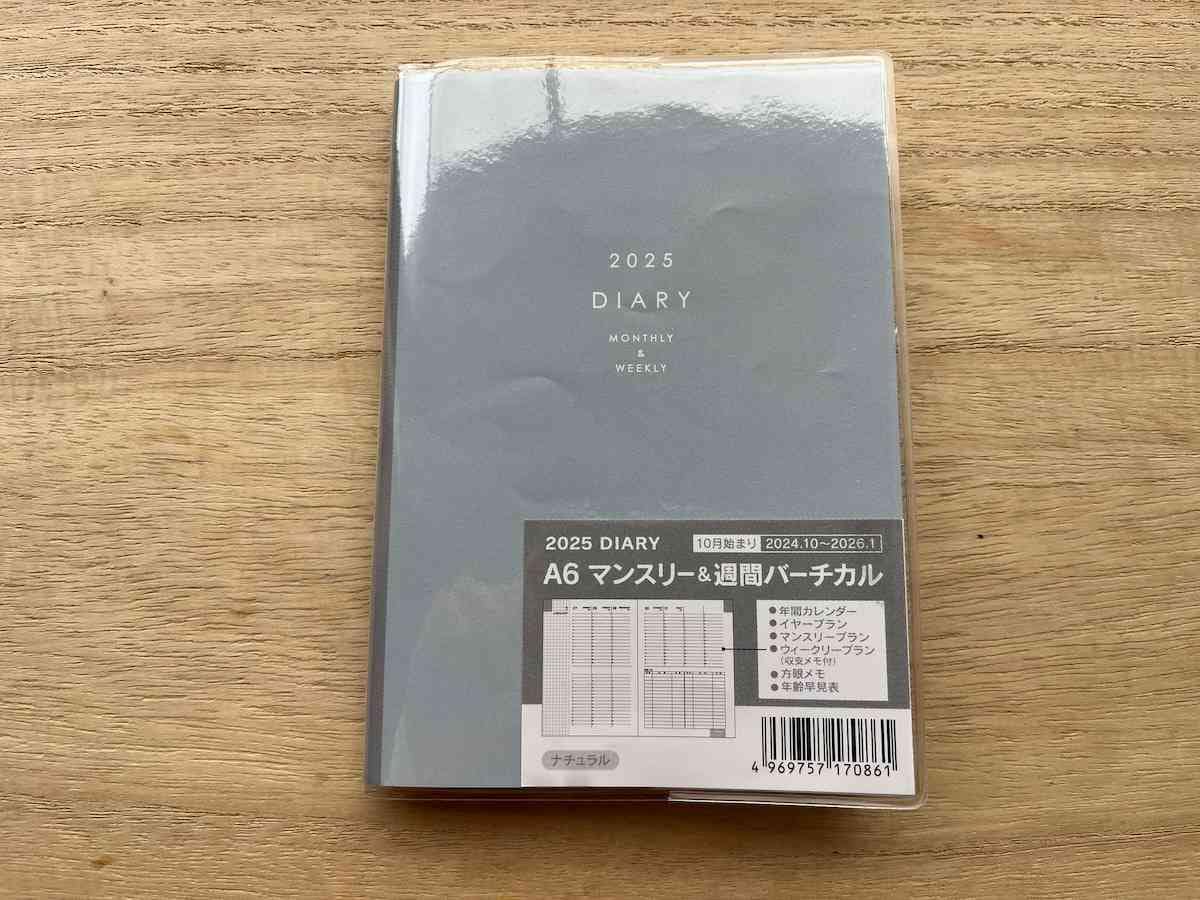 2025
DIARY
MONTHLY
&
WEEKLY
2025 DIARY 10月始まり 2024.10～2026.1
A6 マンスリー&週間バーチカル
●年間カレンダー
●イヤープラン
●マンスリープラン
●ウィークリープラン
(収支メモ付)
●方眼メモ
●年齢早見表
ナチュラル
4 969757 170861